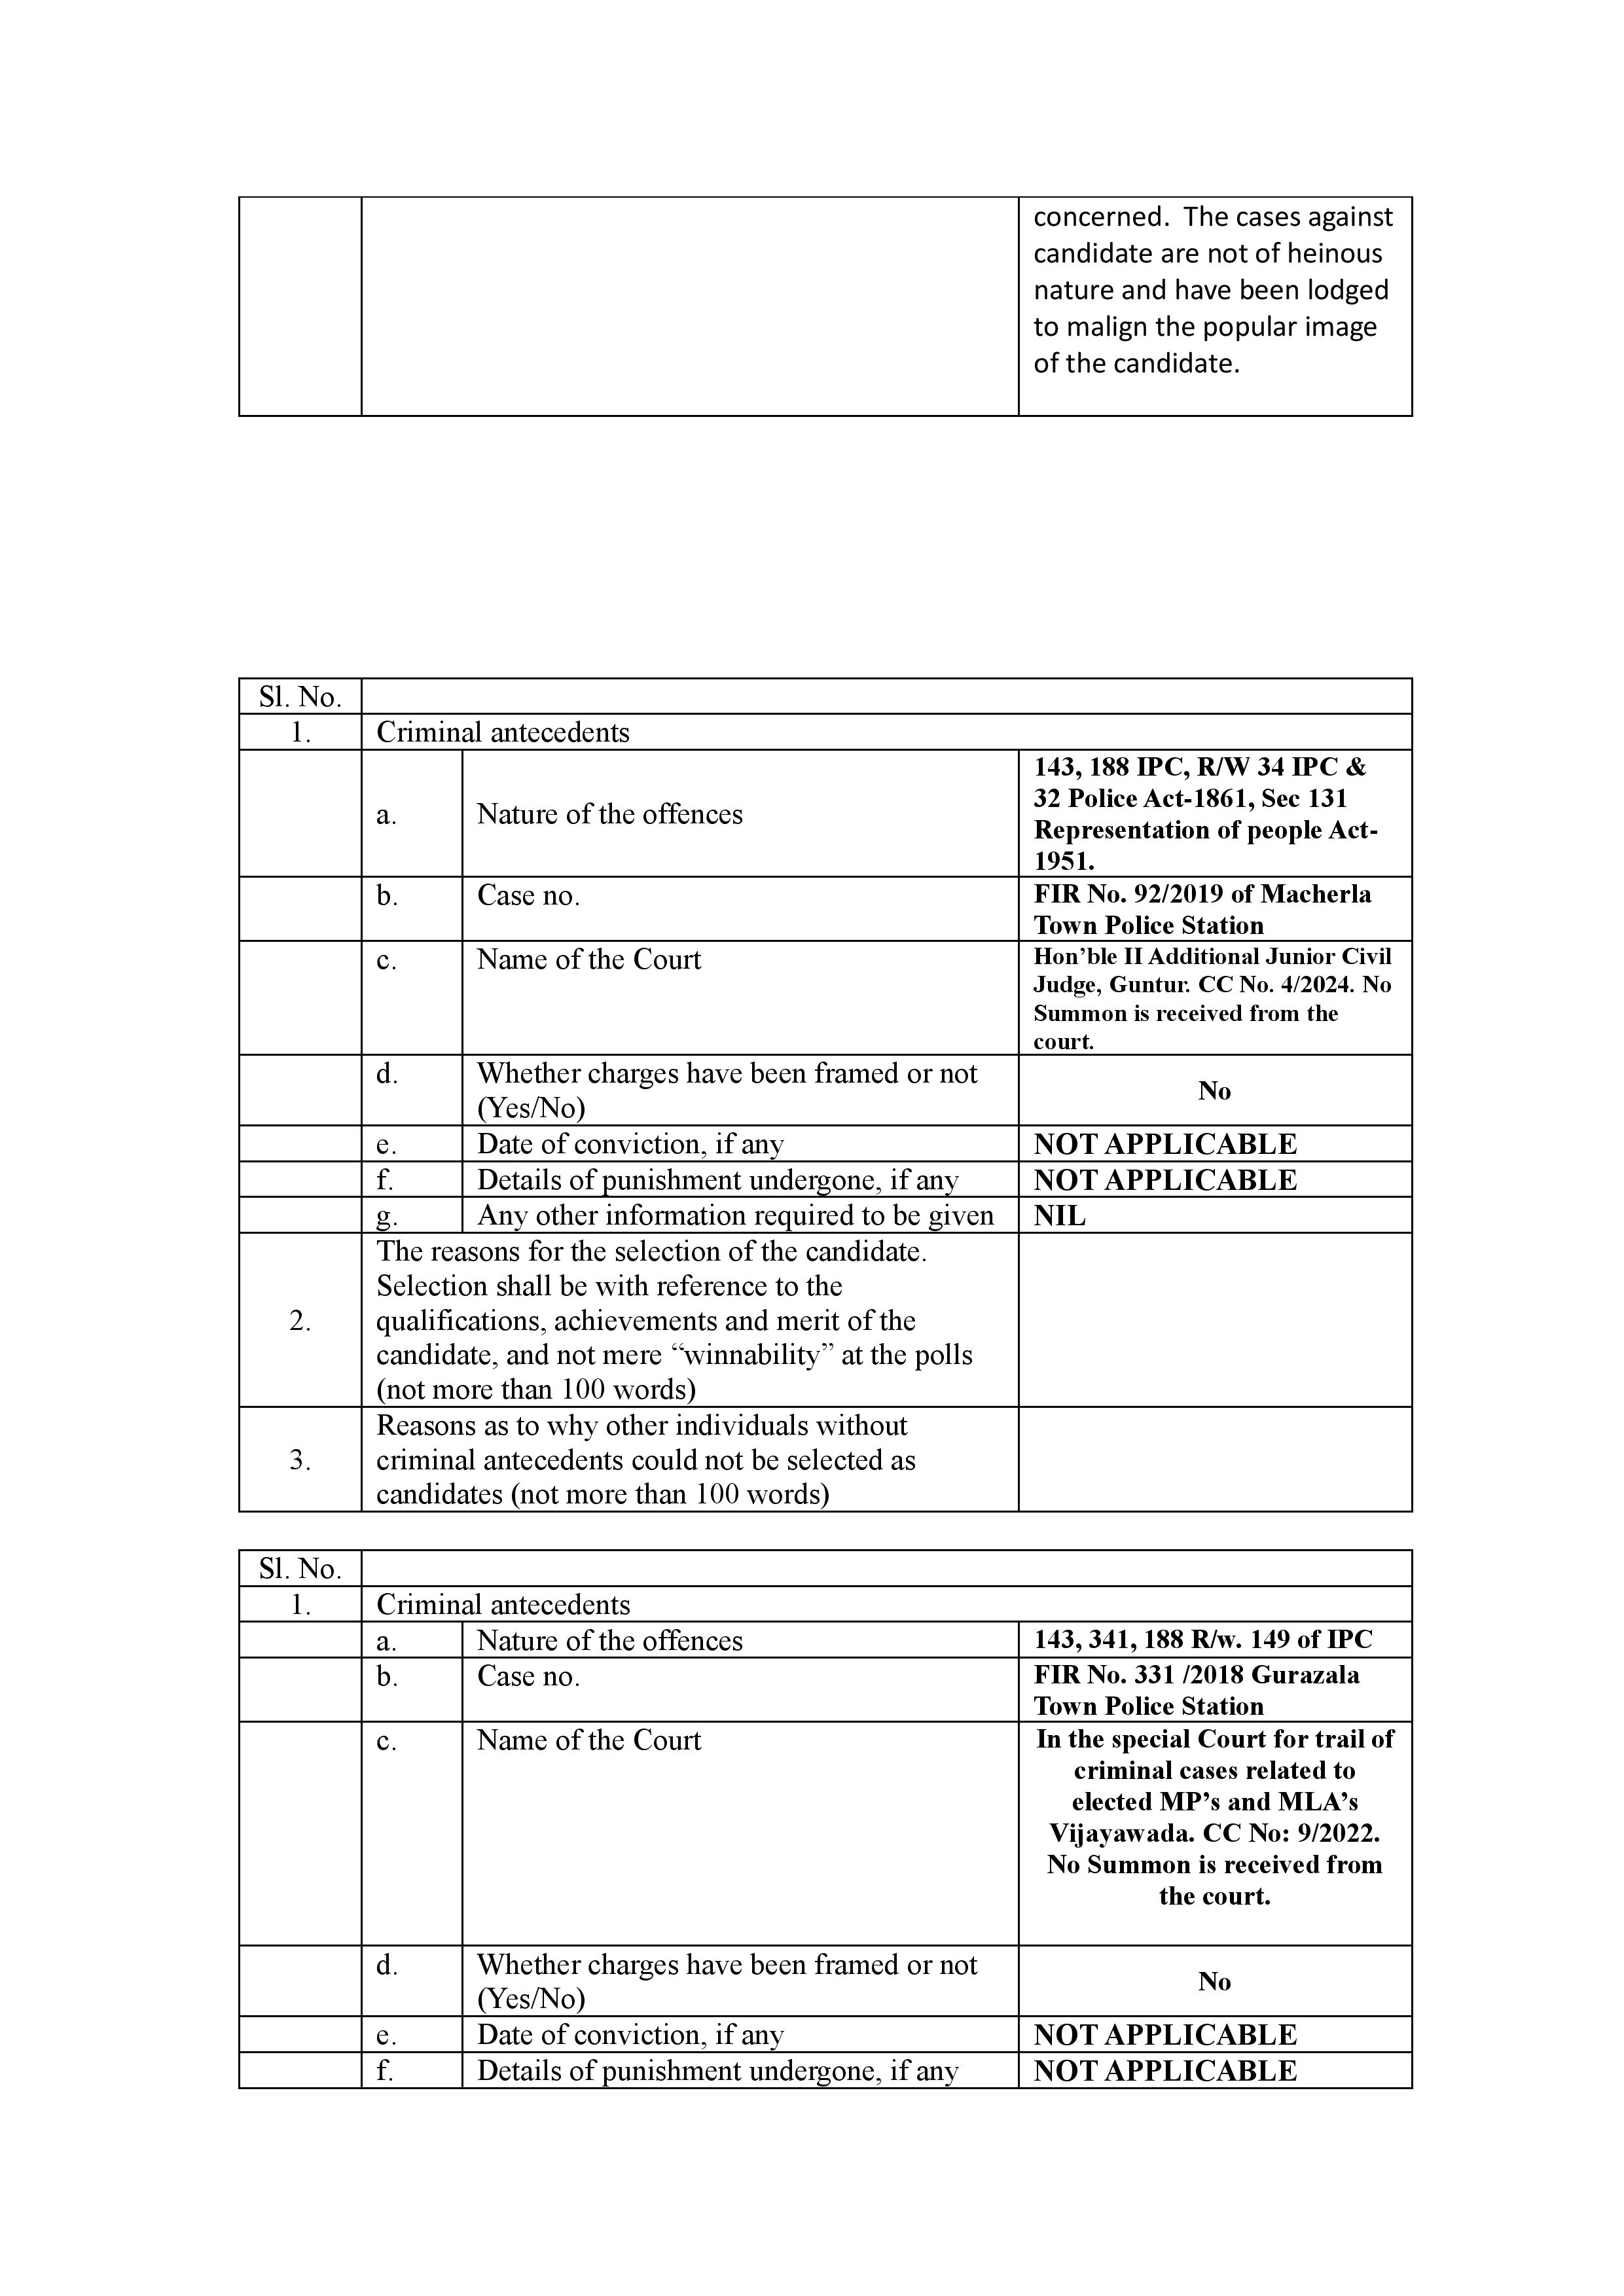 concerned.  The cases against
candidate are not of heinous
nature and have been lodged
to malign the popular image
of the candidate.
Sl. No.
1. Criminal antecedents
a. Nature of the offences
143, 188 IPC, R/W 34 IPC &
32 Police Act-1861, Sec 131
Representation of people Act-
1951.
b. Case no.
FIR No. 92/2019 of Macherla
Town Police Station
c. Name of the Court
Hon’ble II Additional Junior Civil
Judge, Guntur. CC No. 4/2024. No
Summon is received from the
court.
d. Whether charges have been framed or not
(Yes/No)
No
e. Date of conviction, if any NOT APPLICABLE
f. Details of punishment undergone, if any NOT APPLICABLE
g. Any other information required to be given NIL
2.
The reasons for the selection of the candidate.
Selection shall be with reference to the
qualifications, achievements and merit of the
candidate, and not mere “winnability” at the polls
(not more than 100 words)
3.
Reasons as to why other individuals without
criminal antecedents could not be selected as
candidates (not more than 100 words)
Sl. No.
1. Criminal antecedents
a. Nature of the offences 143, 341, 188 R/w. 149 of IPC
b. Case no.
FIR No. 331 /2018 Gurazala
Town Police Station
c. Name of the Court
In the special Court for trail of
criminal cases related to
elected MP’s and MLA’s
Vijayawada. CC No: 9/2022.
No Summon is received from
the court.
d. Whether charges have been framed or not
(Yes/No)
No
e. Date of conviction, if any NOT APPLICABLE
f. Details of punishment undergone, if any NOT APPLICABLE